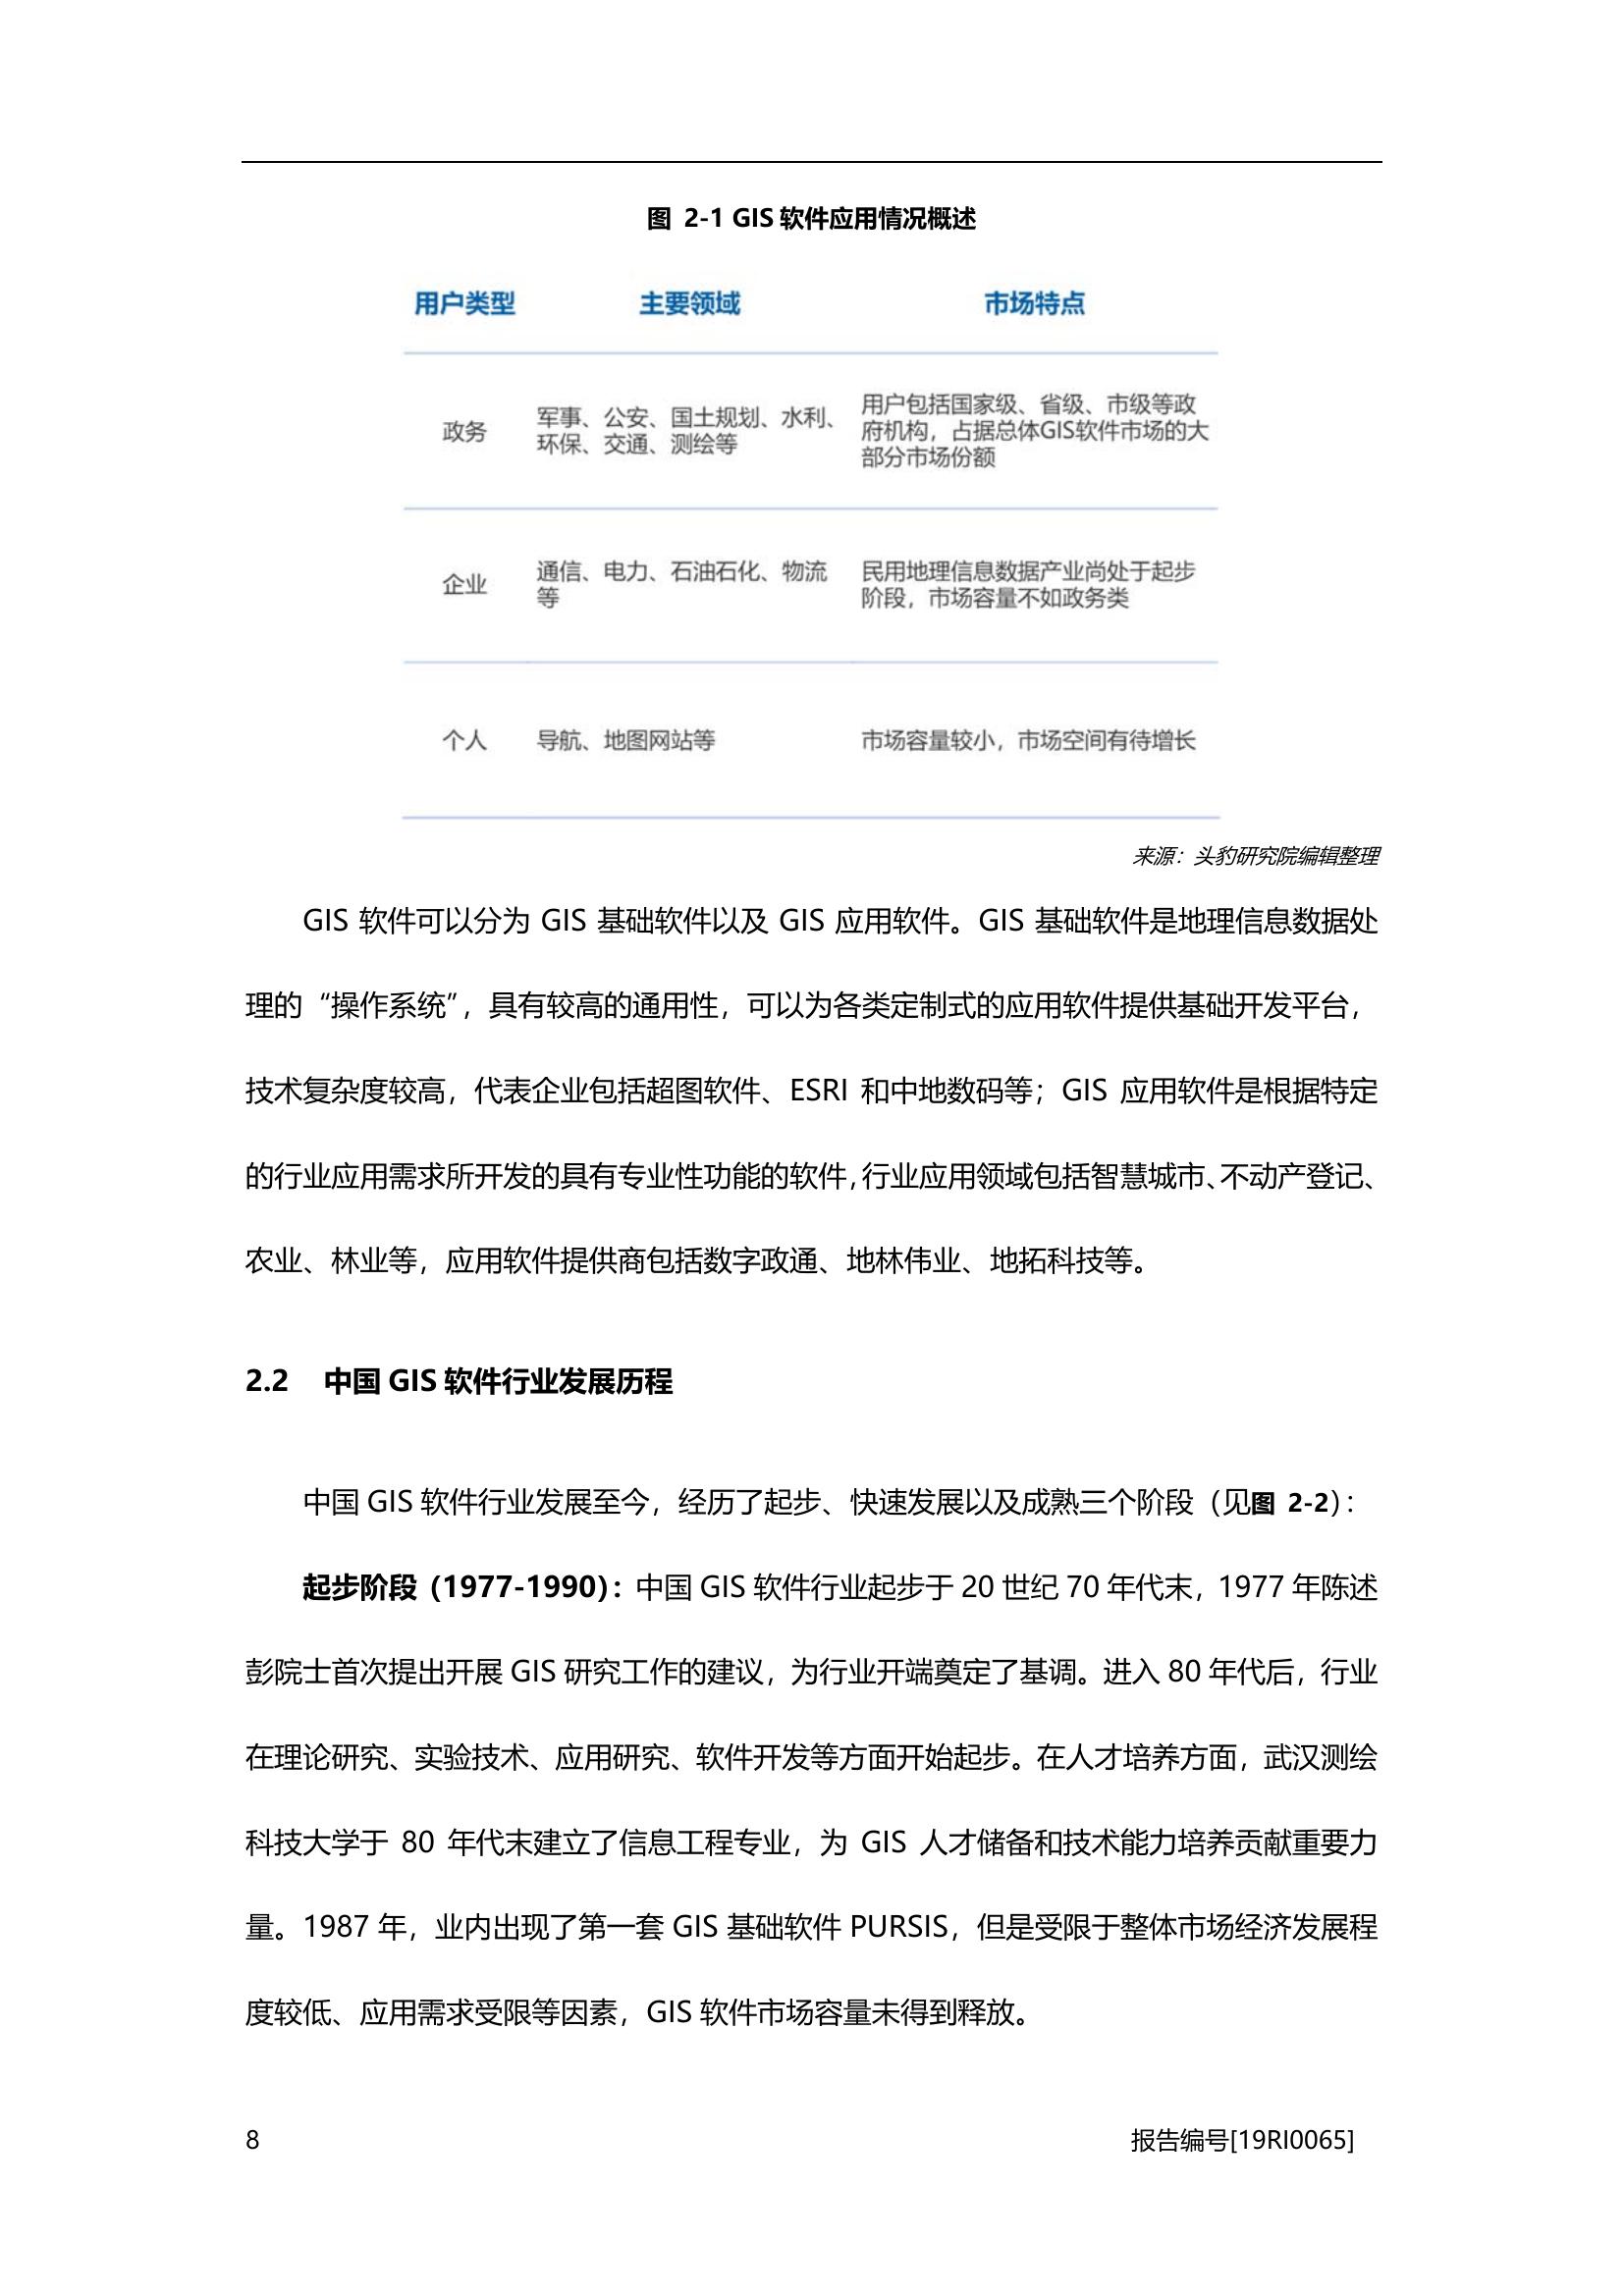 图 2-1 GIS 软件应用情况概述
用户类型 主要领域 市场特点
政务
军事、公安、国土规划、水利、
环保、交通、测绘等
用户包括国家级、省级、市级等政
府机构，占据总体GIS软件市场的大
部分市场份额
企业
通信、电力、石油石化、物流
等
民用地理信息数据产业尚处于起步
阶段，市场容量不如政务类
个人
导航、地图网站等
市场容量较小，市场空间有待增长
来源：头豹研究院编辑整理
GIS 软件可以分为 GIS 基础软件以及 GIS 应用软件。GIS 基础软件是地理信息数据处
理的“操作系统”，具有较高的通用性，可以为各类定制式的应用软件提供基础开发平台，
技术复杂度较高，代表企业包括超图软件、ESRI 和中地数码等；GIS 应用软件是根据特定
的行业应用需求所开发的具有专业性功能的软件，行业应用领域包括智慧城市、不动产登记、
农业、林业等，应用软件提供商包括数字政通、地林伟业、地拓科技等。
2.2 中国 GIS 软件行业发展历程
中国 GIS 软件行业发展至今，经历了起步、快速发展以及成熟三个阶段（见图 2-2）：
起步阶段（1977-1990）：中国 GIS 软件行业起步于 20 世纪 70 年代末，1977 年陈述
彭院士首次提出开展 GIS 研究工作的建议，为行业开端奠定了基调。进入 80 年代后，行业
在理论研究、实验技术、应用研究、软件开发等方面开始起步。在人才培养方面，武汉测绘
科技大学于 80 年代末建立了信息工程专业，为 GIS 人才储备和技术能力培养贡献重要力
量。1987 年，业内出现了第一套 GIS 基础软件 PURSIS，但是受限于整体市场经济发展程
度较低、应用需求受限等因素，GIS 软件市场容量未得到释放。
8 报告编号[19RI0065]